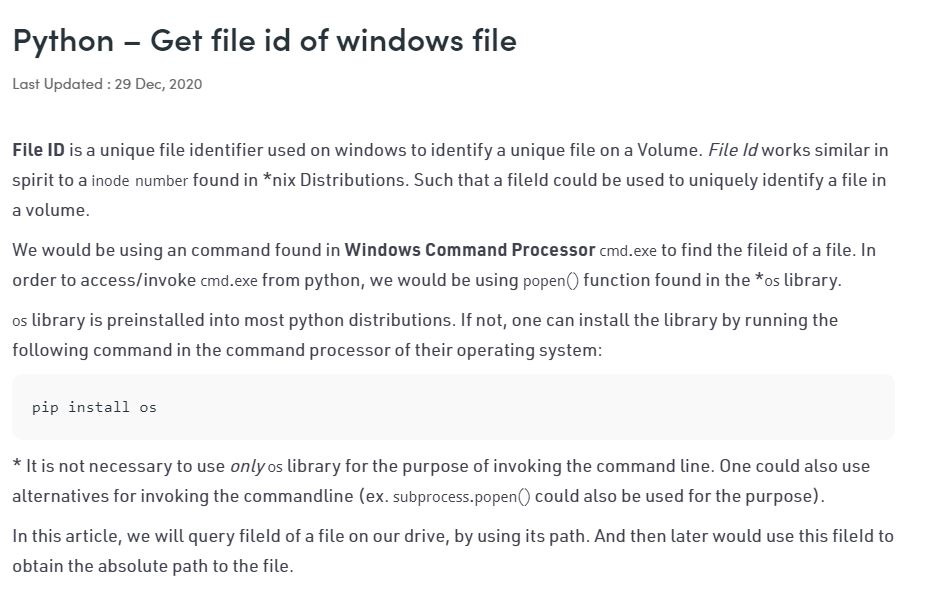 Python – Get file id of windows file
Last Updated : 29 Dec, 2020
File ID is a unique file identifier used on windows to identify a unique file on a Volume. File Id works similar in
spirit to a inode number found in *nix Distributions. Such that a fileId could be used to uniquely identify a file in
a volume.
We would be using an command found in Windows Command Processor cmd.exe to find the fileid of a file. In
order to access/invoke cmd.exe from python, we would be using popen() function found in the *os library.
os library is preinstalled into most python distributions. If not, one can install the library by running the
following command in the command processor of their operating system:
pip install os
* It is not necessary to use only os library for the purpose of invoking the command line. One could also use
alternatives for invoking the commandline (ex. subprocess.popen() could also be used for the purpose).
In this article, we will query fileId of a file on our drive, by using its path. And then later would use this fileId to
obtain the absolute path to the file.